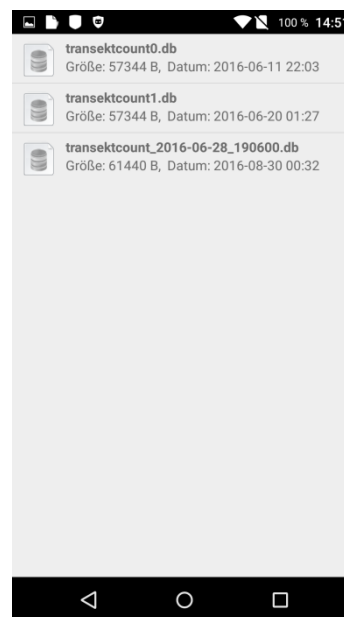 100 % 14:51
transektcount0.db
Größe: 57344 B, Datum: 2016-06-11 22:03
transektcount1.db
Größe: 57344 B, Datum: 2016-06-20 01:27
transektcount_2016-06-28_190600.db
Größe: 61440 B, Datum: 2016-08-30 00:32